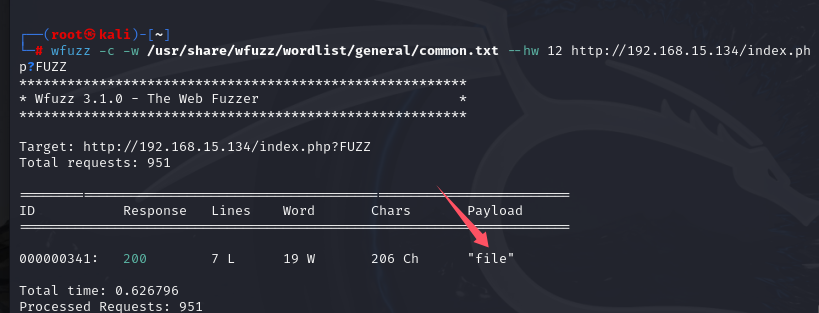 ┌──(root㉿kali)-[~]
└─# wfuzz -c -w /usr/share/wfuzz/wordlist/general/common.txt --hw 12 http://192.168.15.134/index.ph
p?FUZZ
********************************************************
* Wfuzz 3.1.0 - The Web Fuzzer                         *
********************************************************
Target: http://192.168.15.134/index.php?FUZZ
Total requests: 951
=====================================================================
ID           Response   Lines    Word       Chars       Payload
=====================================================================
000000341:   200        7 L      19 W       206 Ch      "file"
Total time: 0.626796
Processed Requests: 951